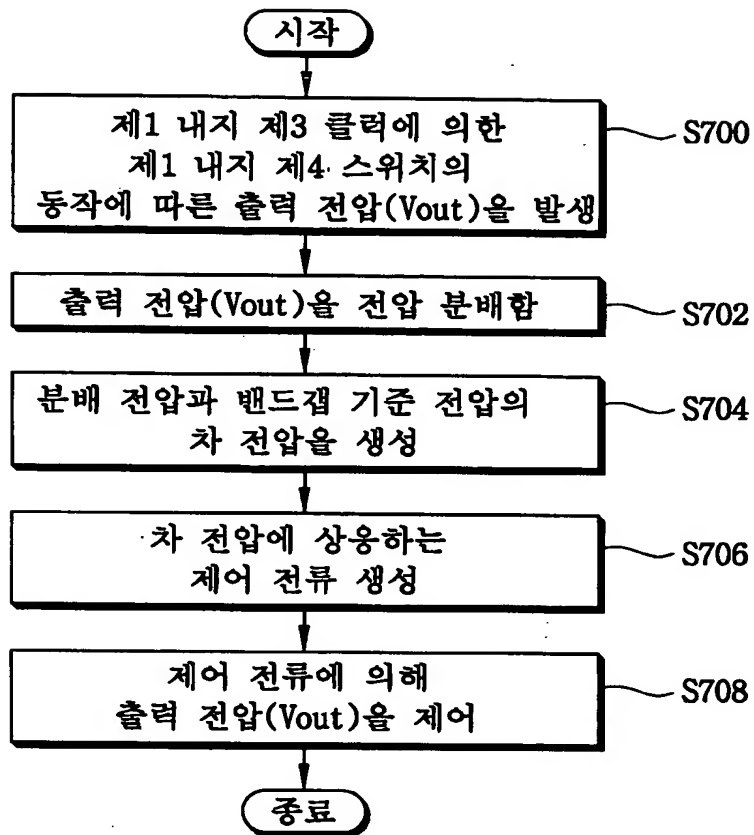 시작
제1 내지 제3 클럭에 의한
제1 내지 제4 스위치의
동작에 따른 출력 전압(Vout)을 발생
S700
출력 전압(Vout)을 전압 분배함
S702
분배 전압과 밴드갭 기준 전압의
차 전압을 생성
S704
차 전압에 상응하는
제어 전류 생성
S706
제어 전류에 의해
출력 전압(Vout)을 제어
S708
종료